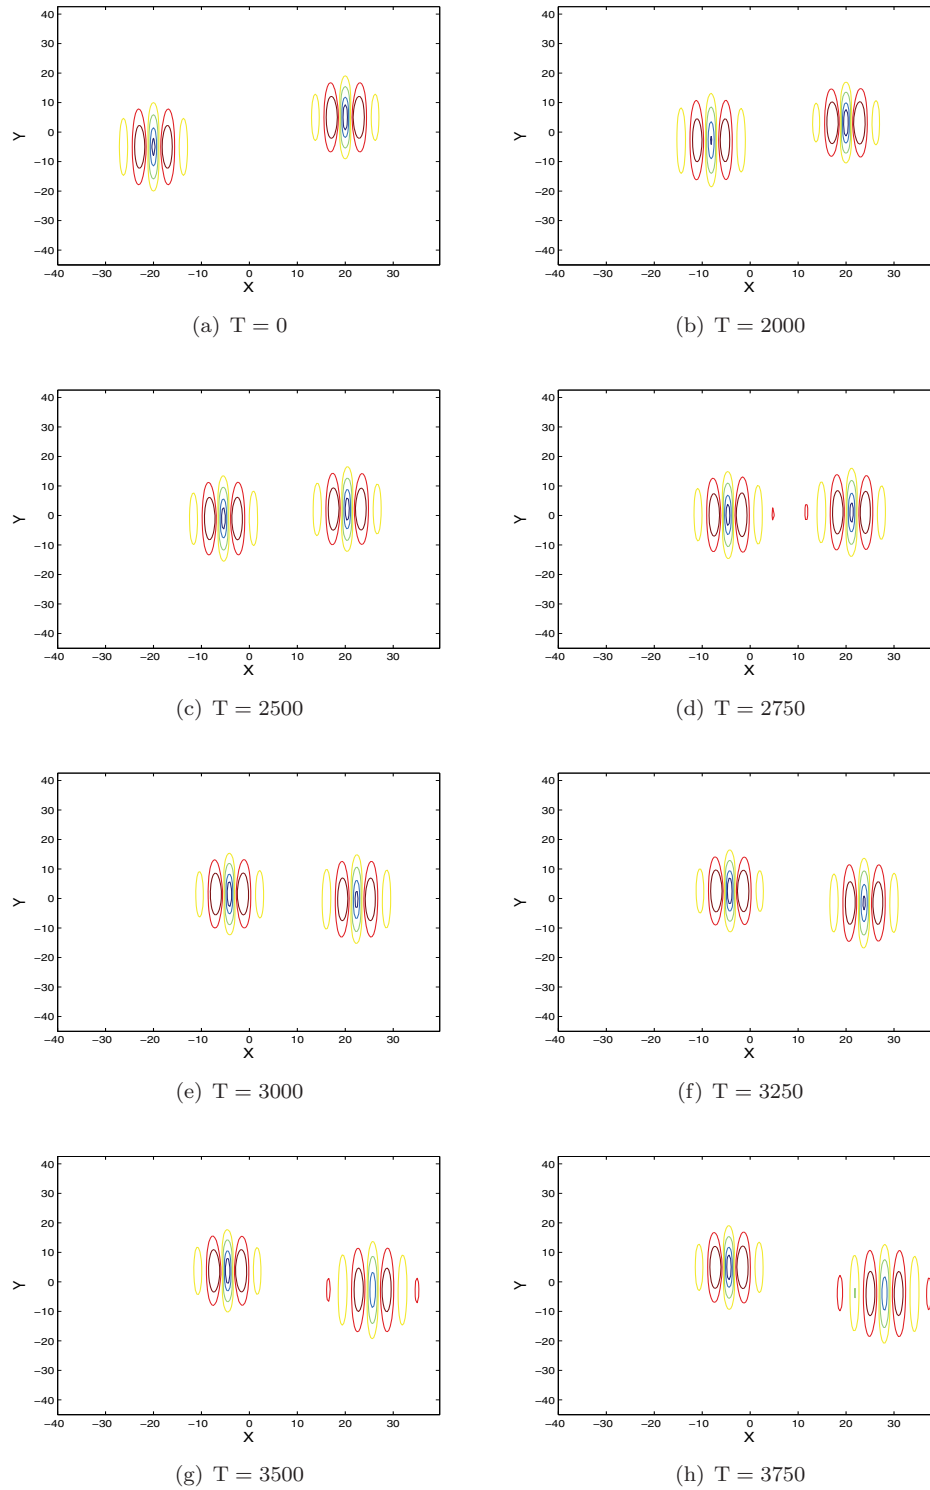 40
30
20
10
0
−10
−20
−30
−40
Y
−40 −30 −20 −10 0 10 20 30
X
(a) T = 0
40
30
20
10
0
−10
−20
−30
−40
Y
−40 −30 −20 −10 0 10 20 30
X
(b) T = 2000
40
30
20
10
0
−10
−20
−30
−40
Y
−40 −30 −20 −10 0 10 20 30
X
(c) T = 2500
40
30
20
10
0
−10
−20
−30
−40
Y
−40 −30 −20 −10 0 10 20 30
X
(d) T = 2750
40
30
20
10
0
−10
−20
−30
−40
Y
−40 −30 −20 −10 0 10 20 30
X
(e) T = 3000
40
30
20
10
0
−10
−20
−30
−40
Y
−40 −30 −20 −10 0 10 20 30
X
(f) T = 3250
40
30
20
10
0
−10
−20
−30
−40
Y
−40 −30 −20 −10 0 10 20 30
X
(g) T = 3500
40
30
20
10
0
−10
−20
−30
−40
Y
−40 −30 −20 −10 0 10 20 30
X
(h) T = 3750